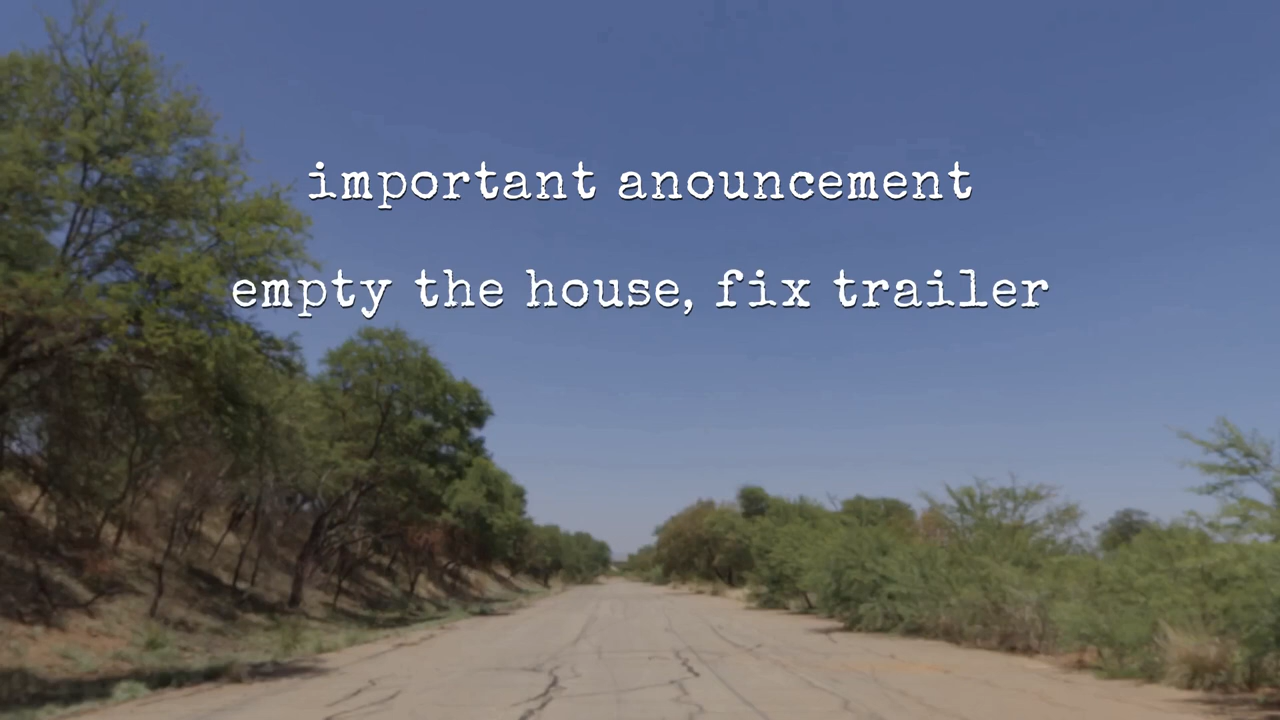 important anouncement
empty the house, fix trailer